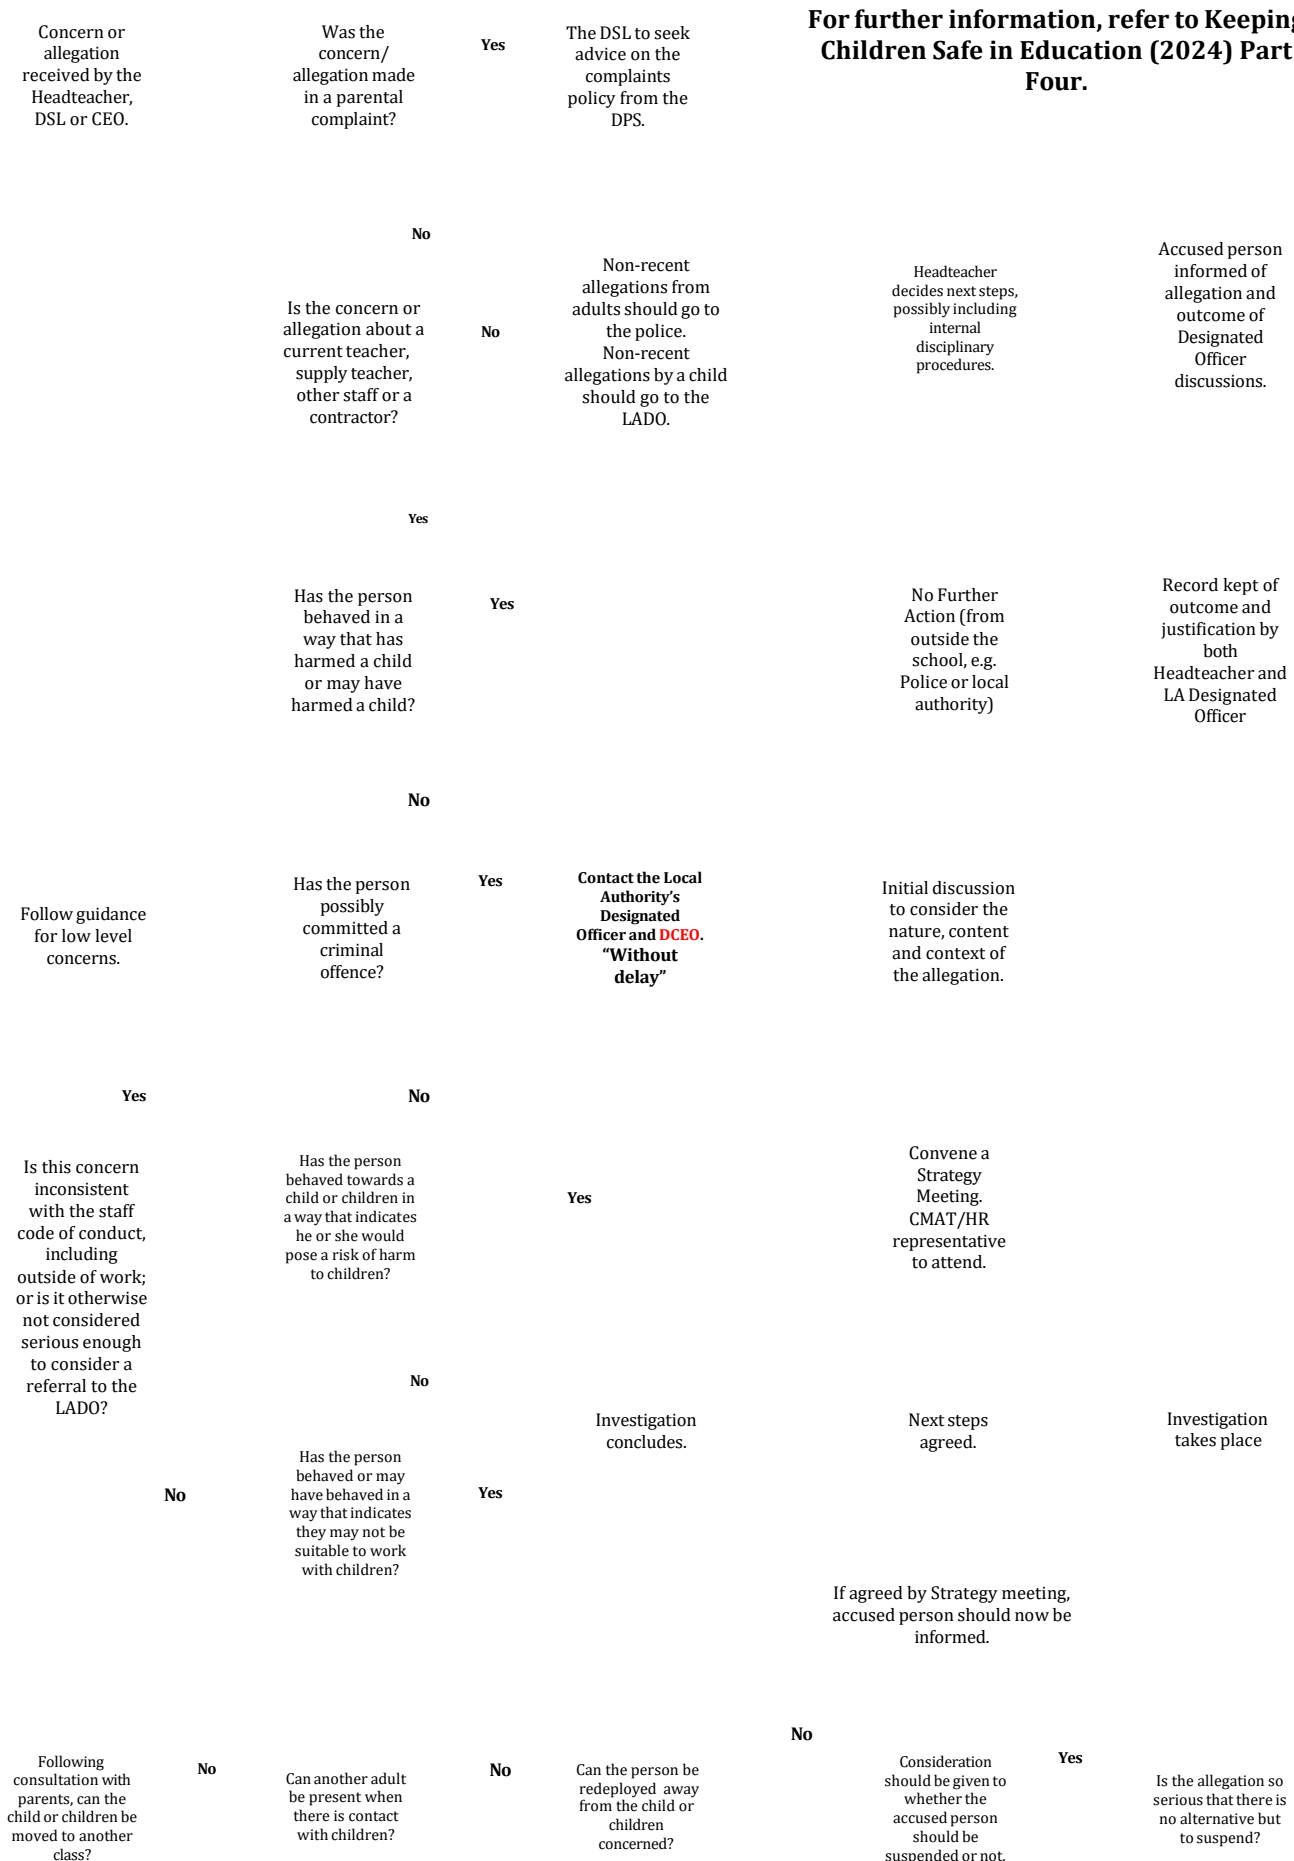 Concern or
allegation
received by the
Headteacher,
DSL or CEO.
Was the
concern/
allegation made
in a parental
complaint?
Yes
The DSL to seek
advice on the
complaints
policy from the
DPS.
For further information, refer to Keeping
Children Safe in Education (2024) Part
Four.
No
Is the concern or
allegation about a
current teacher,
supply teacher,
other staff or a
contractor?
No
Non-recent
allegations from
adults should go to
the police.
Non-recent
allegations by a child
should go to the
LADO.
Headteacher
decides next steps,
possibly including
internal
disciplinary
procedures.
Accused person
informed of
allegation and
outcome of
Designated
Officer
discussions.
Yes
Has the person
behaved in a
way that has
harmed a child
or may have
harmed a child?
Yes
No Further
Action (from
outside the
school, e.g.
Police or local
authority)
Record kept of
outcome and
justification by
both
Headteacher and
LA Designated
Officer
No
Follow guidance
for low level
concerns.
Has the person
possibly
committed a
criminal
offence?
Yes
Contact the Local
Authority’s
Designated
Officer and DCEO.
“Without
delay”
Initial discussion
to consider the
nature, content
and context of
the allegation.
Yes
No
Is this concern
inconsistent
with the staff
code of conduct,
including
outside of work;
or is it otherwise
not considered
serious enough
to consider a
referral to the
LADO?
Has the person
behaved towards a
child or children in
a way that indicates
he or she would
pose a risk of harm
to children?
Yes
Convene a
Strategy
Meeting.
CMAT/HR
representative
to attend.
No
Investigation
concludes.
Next steps
agreed.
Investigation
takes place
No
Has the person
behaved or may
have behaved in a
way that indicates
they may not be
suitable to work
with children?
Yes
If agreed by Strategy meeting,
accused person should now be
informed.
No
Following
consultation with
parents, can the
child or children be
moved to another
class?
No
Can another adult
be present when
there is contact
with children?
No
Can the person be
redeployed away
from the child or
children
concerned?
Consideration
should be given to
whether the
accused person
should be
suspended or not.
Yes
Is the allegation so
serious that there is
no alternative but
to suspend?